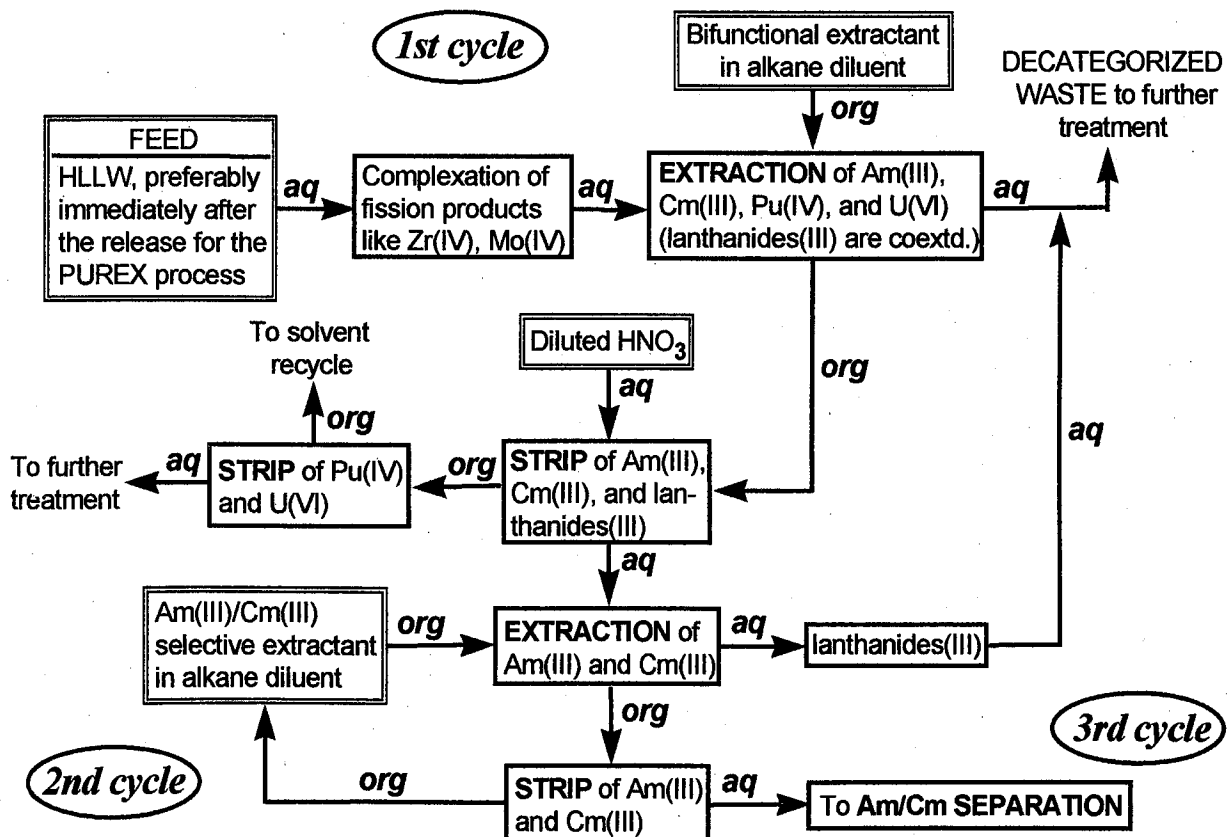 1st cycle
Bifunctional extractant
in alkane diluent
DECATEGORIZED
WASTE to further
treatment
org
FEED
HLLW, preferably
immediately after
the release for the
PUREX process
aq
Complexation of
fission products
like Zr(IV), Mo(IV)
aq
EXTRACTION of Am(III),
Cm(III), Pu(IV), and U(VI)
(lanthanides(III) are coextd.)
aq
To solvent
recycle
Diluted HNO3
org
aq
org
aq
To further
treatment
aq
STRIP of Pu(IV)
and U(VI)
org
STRIP of Am(III),
Cm(III), and lan-
thanides(III)
aq
Am(III)/Cm(III)
selective extractant
in alkane diluent
org
EXTRACTION of
Am(III) and Cm(III)
aq
lanthanides(III)
org
3rd cycle
2nd cycle
org
STRIP of Am(III)
and Cm(III)
aq
To Am/Cm SEPARATION